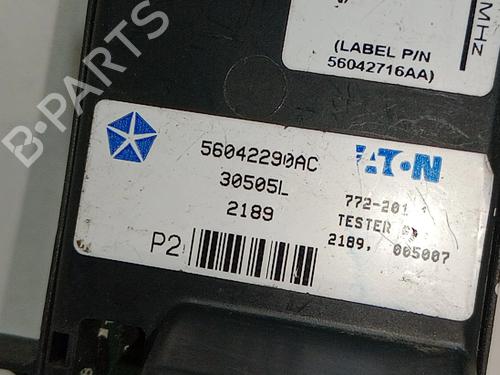 MHz
(LABEL P/N
56042716AA)
56042290AC
30505L
2189
P2
EATON
772-201
TESTER
2189, 005007
B-PARTS